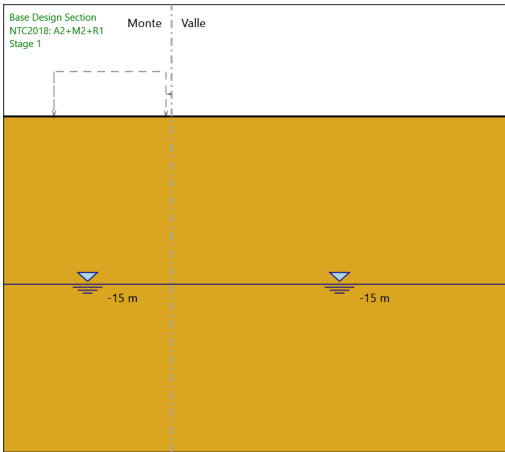 Base Design Section
NTC2018: A2+M2+R1
Stage 1
Monte
Valle
-15 m
-15 m